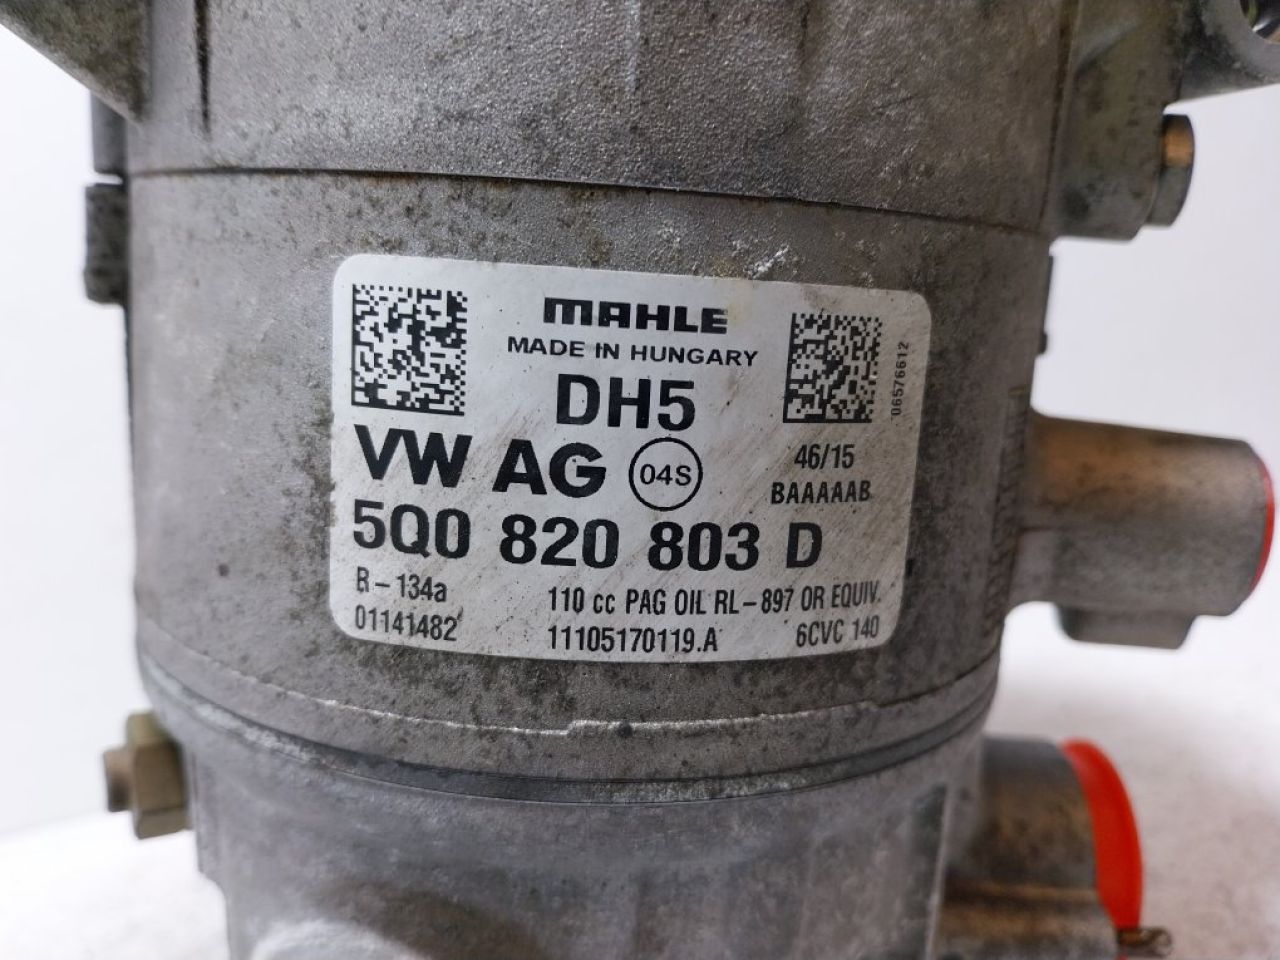 MAHLE
MADE IN HUNGARY
DH5
06576612
VW AG 04S
46/15
BAAAAAB
5Q0 820 803 D
R-134a
110 cc PAG OIL RL-897 OR EQUIV.
01141482
11105170119.A
6CVC 140